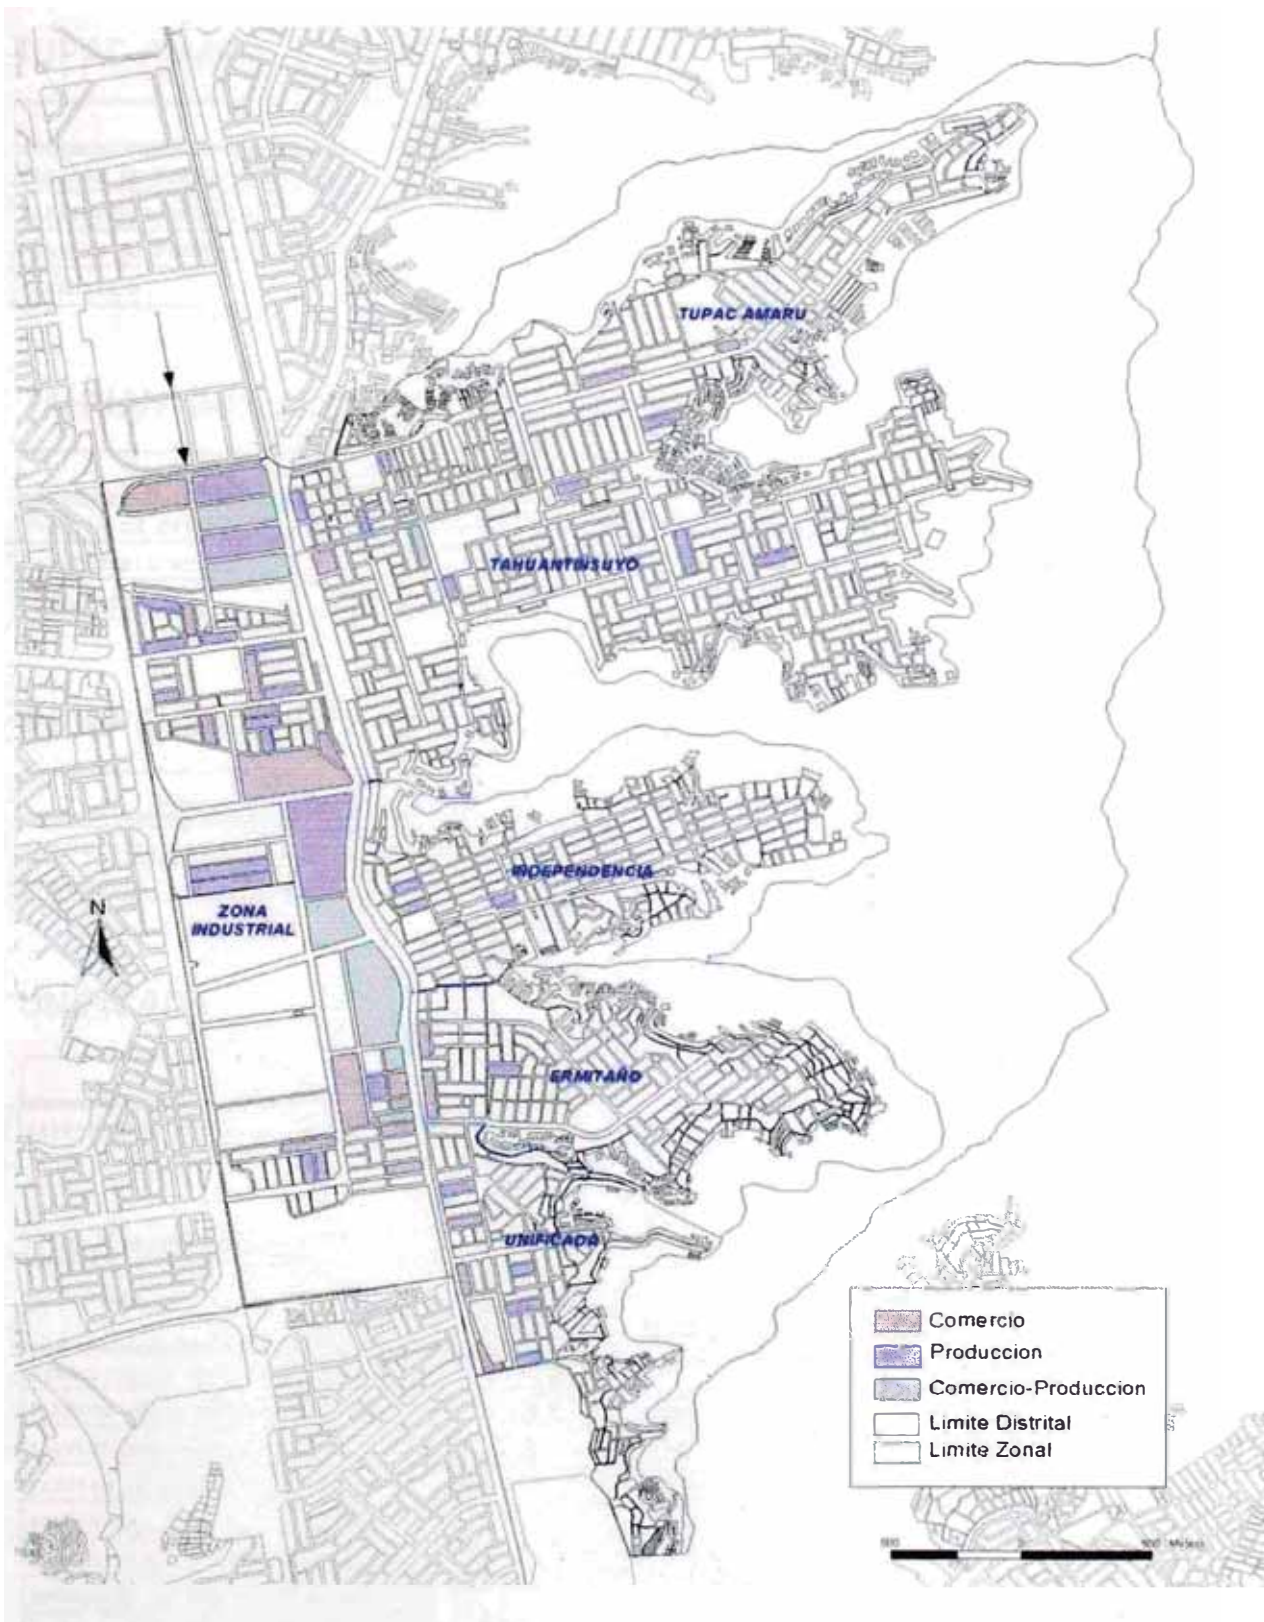 TUPAC AMARU
TAHUANTINSUYO
INDEPENDENCIA
N
ZONA
INDUSTRIAL
ERMITAÑO
UNIFICADA
Comercio
Produccion
Comercio-Produccion
Limite Distrital
Limite Zonal